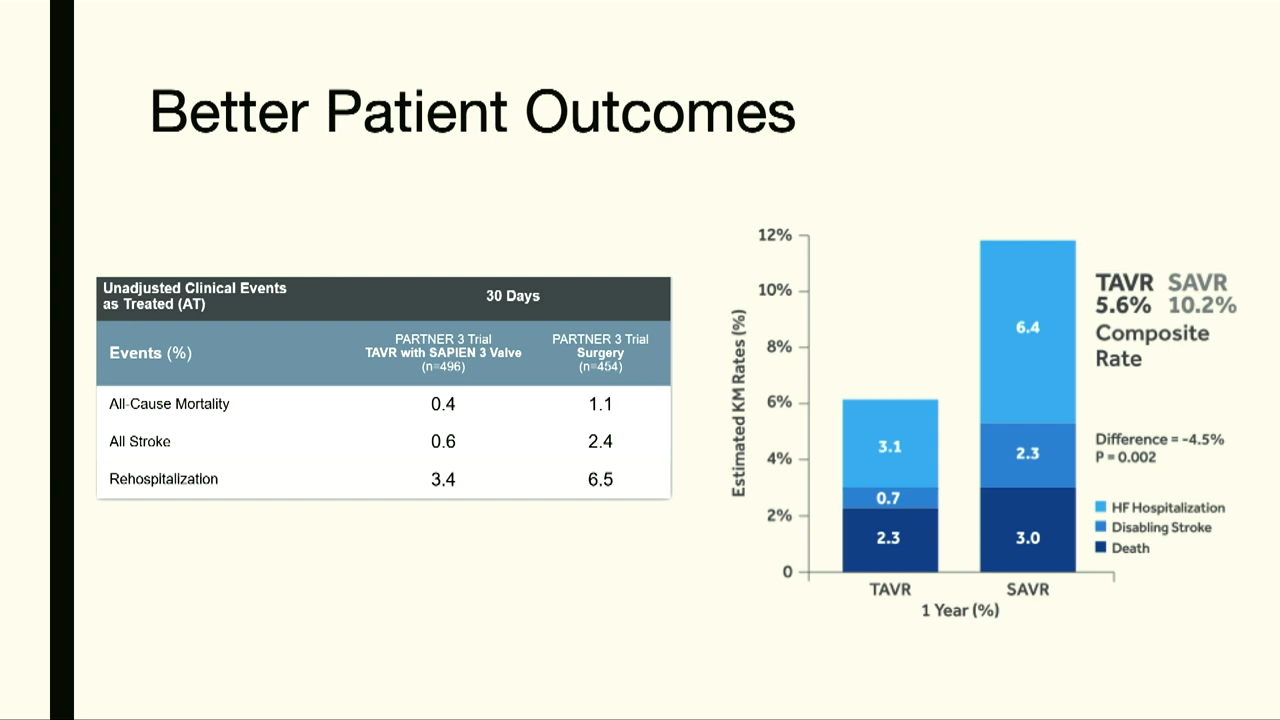 Better Patient Outcomes
Unadjusted Clinical Events
as Treated (AT)
30 Days
Events (%)
PARTNER 3 Trial
TAVR with SAPIEN 3 Valve
(n=496)
PARTNER 3 Trial
Surgery
(n=454)
All-Cause Mortality 0.4 1.1
All Stroke 0.6 2.4
Rehospitalization 3.4 6.5
Estimated KM Rates (%)
12%
10%
8%
6%
4%
2%
0
3.1
0.7
2.3
6.4
2.3
3.0
TAVR SAVR
1 Year (%)
TAVR SAVR
5.6% 10.2%
Composite
Rate
Difference = -4.5%
P = 0.002
HF Hospitalization
Disabling Stroke
Death